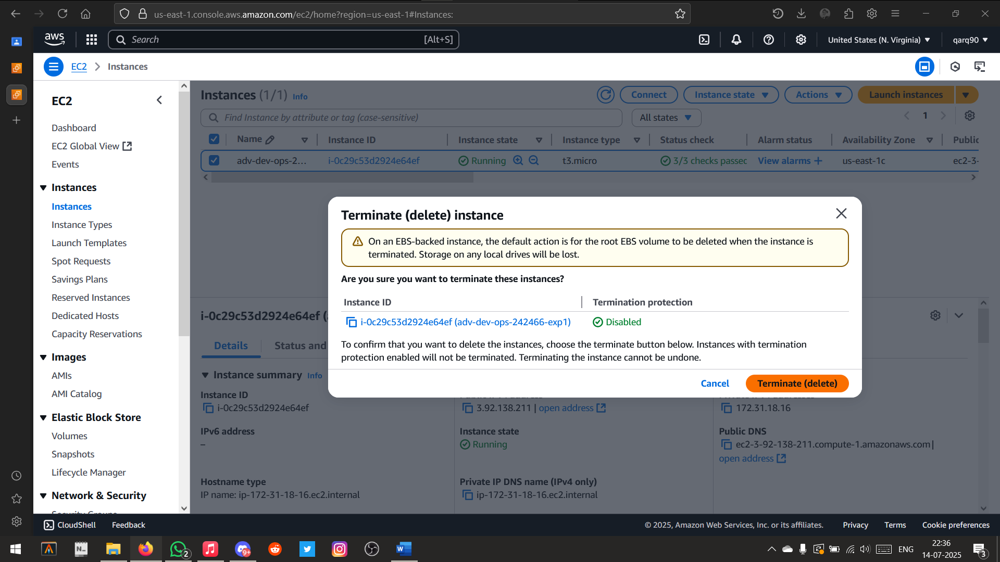 us-east-1.console.aws.amazon.com/ec2/home?region=us-east-1#Instances:
aws
Search
[Alt+S]
United States (N. Virginia)
qarq90
EC2
Instances
EC2
Dashboard
EC2 Global View
Events
Instances
Instances
Instance Types
Launch Templates
Spot Requests
Savings Plans
Reserved Instances
Dedicated Hosts
Capacity Reservations
Images
AMIs
AMI Catalog
Elastic Block Store
Volumes
Snapshots
Lifecycle Manager
Network & Security
Instances (1/1) Info
Connect
Instance state
Actions
Launch instances
Find Instance by attribute or tag (case-sensitive)
All states
1
Name Instance ID Instance state Instance type Status check Alarm status Availability Zone Public
adv-dev-ops-2... i-0c29c53d2924e64ef Running t3.micro 3/3 checks passec View alarms + us-east-1c ec2-3-
Terminate (delete) instance
On an EBS-backed instance, the default action is for the root EBS volume to be deleted when the instance is
terminated. Storage on any local drives will be lost.
Are you sure you want to terminate these instances?
Instance ID Termination protection
i-0c29c53d2924e64ef (adv-dev-ops-242466-exp1) Disabled
To confirm that you want to delete the instances, choose the terminate button below. Instances with termination
protection enabled will not be terminated. Terminating the instance cannot be undone.
Cancel
Terminate (delete)
i-0c29c53d2924e64ef (
Details
Status and
Instance summary Info
Instance ID
i-0c29c53d2924e64ef
3.92.138.211 | open address
172.31.18.16
IPv6 address
–
Instance state
Running
Public DNS
ec2-3-92-138-211.compute-1.amazonaws.com |
open address
Hostname type
IP name: ip-172-31-18-16.ec2.internal
Private IP DNS name (IPv4 only)
ip-172-31-18-16.ec2.internal
CloudShell
Feedback
© 2025, Amazon Web Services, Inc. or its affiliates.
Privacy
Terms
Cookie preferences
2
9+
ENG
22:36
14-07-2025
3